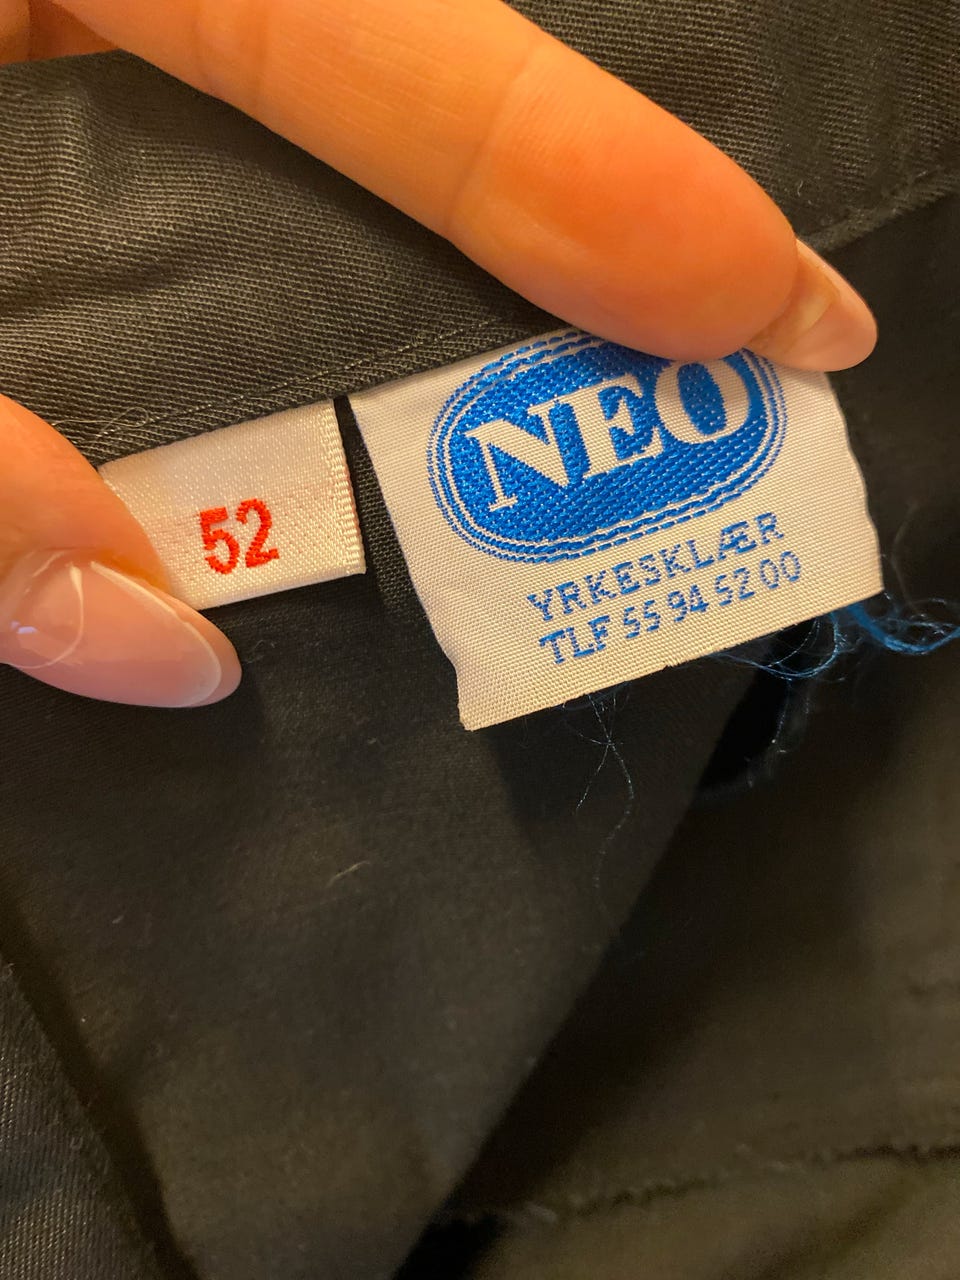 52
NEO
YRKESKLÆR
TLF 55 94 52 00